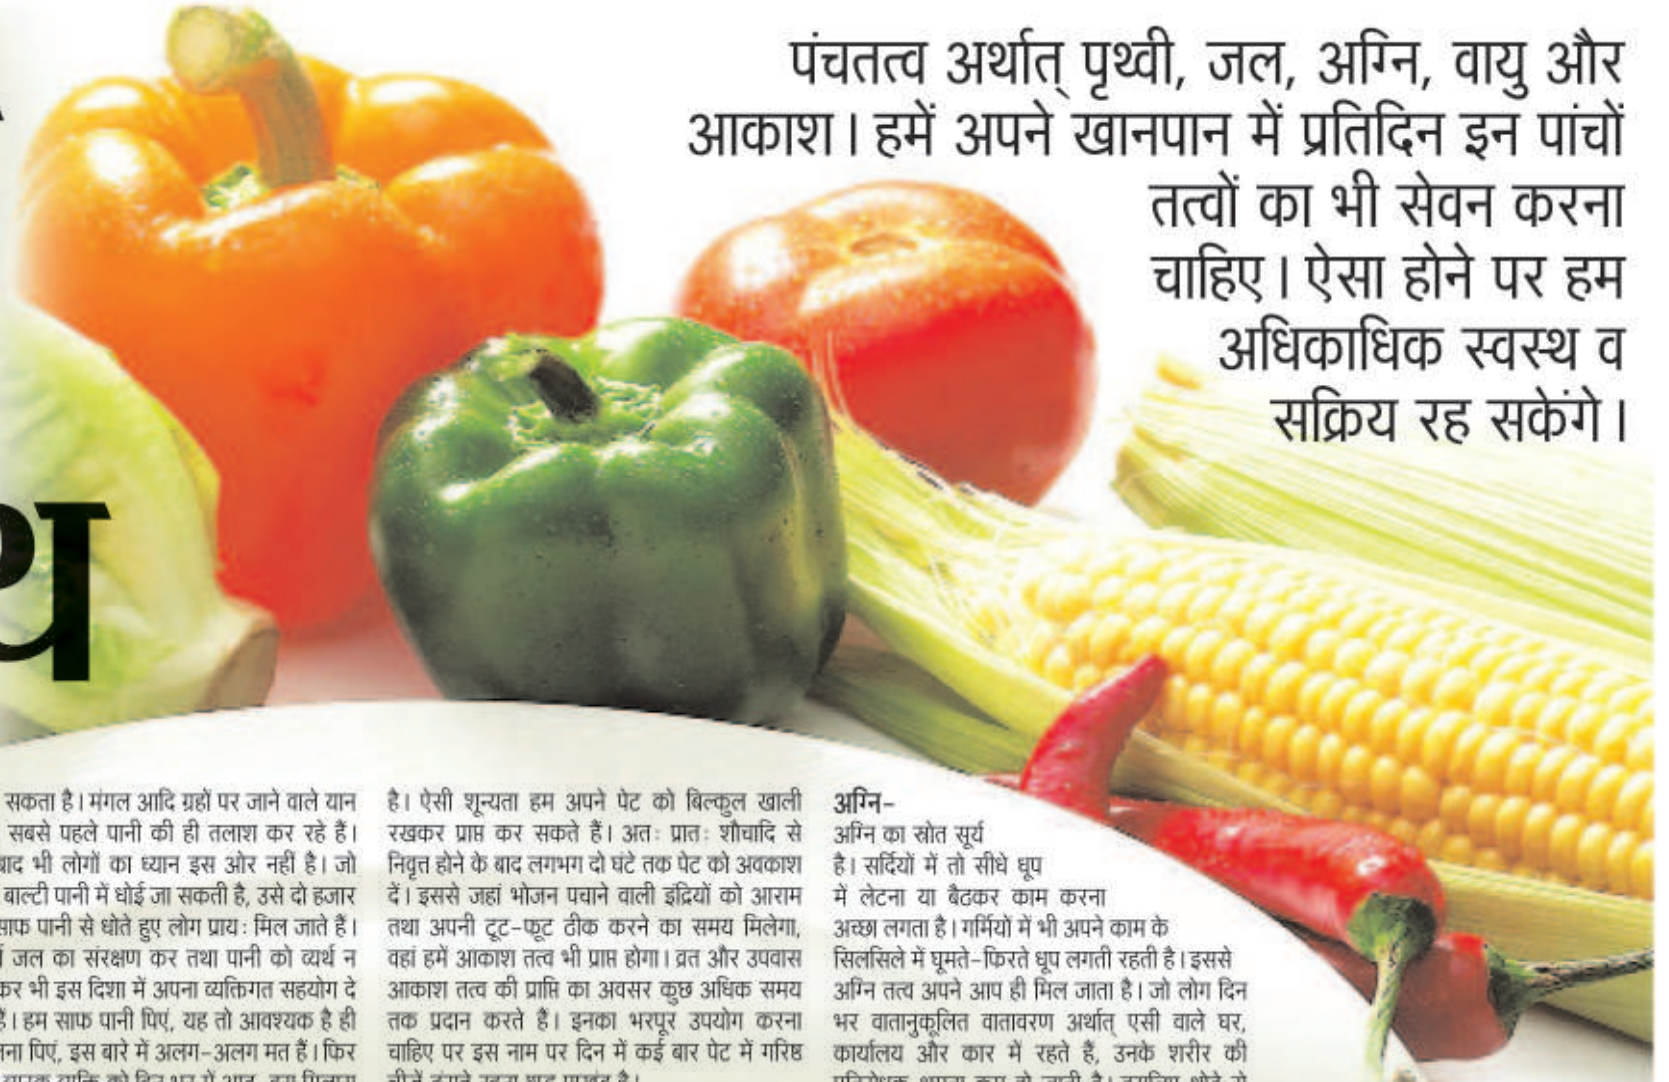 पंचतत्व अर्थात् पृथ्वी, जल, अग्नि, वायु और
आकाश। हमें अपने खानपान में प्रतिदिन इन पांचों
तत्वों का भी सेवन करना
चाहिए। ऐसा होने पर हम
अधिकाधिक स्वस्थ व
सक्रिय रह सकेंगे।
सकता है। मंगल आदि ग्रहों पर जाने वाले यान
सबसे पहले पानी की ही तलाश कर रहे हैं।
बाद भी लोगों का ध्यान इस ओर नहीं है। जो
बाल्टी पानी में धोई जा सकती है, उसे दो हजार
साफ पानी से धोते हुए लोग प्राय: मिल जाते हैं।
जल का संरक्षण कर तथा पानी को व्यर्थ न
कर भी इस दिशा में अपना व्यक्तिगत सहयोग दे
हैं। हम साफ पानी पिएं, यह तो आवश्यक है ही
पिएं, इस बारे में अलग-अलग मत हैं। फिर
है। ऐसी शून्यता हम अपने पेट को बिल्कुल खाली
रखकर प्राप्त कर सकते हैं। अत: प्रात: शौचादि से
निवृत्त होने के बाद लगभग दो घंटे तक पेट को अवकाश
दें। इससे जहां भोजन पचाने वाली इंद्रियों को आराम
तथा अपनी टूट-फूट ठीक करने का समय मिलेगा,
वहां हमें आकाश तत्व भी प्राप्त होगा। व्रत और उपवास
आकाश तत्व की प्राप्ति का अवसर कुछ अधिक समय
तक प्रदान करते हैं। इनका भरपूर उपयोग करना
चाहिए पर इस नाम पर दिन में कई बार पेट में गरिष्ठ
अग्नि-
अग्नि का स्रोत सूर्य
है। सर्दियों में तो सीधे धूप
में लेटना या बैठकर काम करना
अच्छा लगता है। गर्मियों में भी अपने काम के
सिलसिले में घूमते-फिरते धूप लगती रहती है। इससे
अग्नि तत्व अपने आप ही मिल जाता है। जो लोग दिन
भर वातानुकूलित वातावरण अर्थात् एसी वाले घर,
कार्यालय और कार में रहते हैं, उनके शरीर की